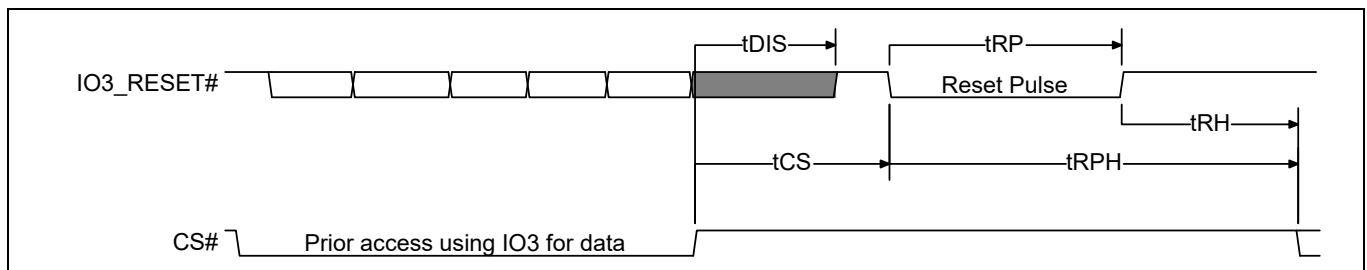 tDIS
tRP
IO3_RESET#
Reset Pulse
tRH
tCS
tRPH
CS#
Prior access using IO3 for data